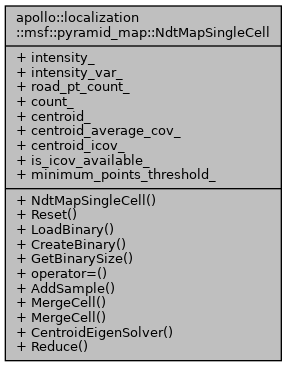 apollo::localization
::msf::pyramid_map::NdtMapSingleCell
+ intensity_
+ intensity_var_
+ road_pt_count_
+ count_
+ centroid_
+ centroid_average_cov_
+ centroid_icov_
+ is_icov_available_
+ minimum_points_threshold_
+ NdtMapSingleCell()
+ Reset()
+ LoadBinary()
+ CreateBinary()
+ GetBinarySize()
+ operator=()
+ AddSample()
+ MergeCell()
+ MergeCell()
+ CentroidEigenSolver()
+ Reduce()